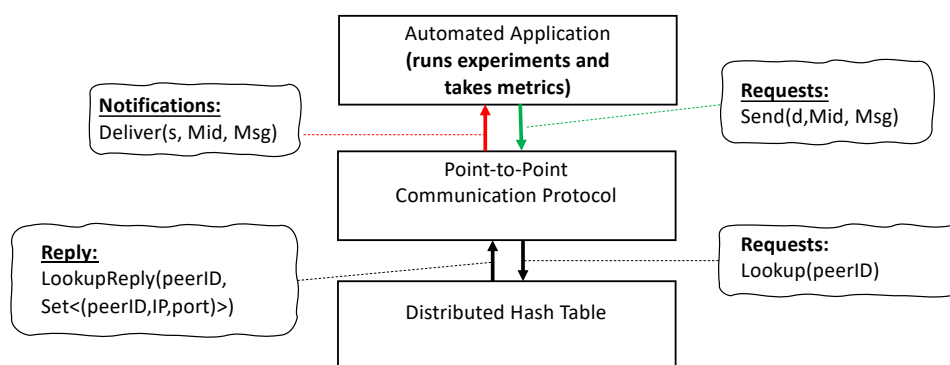 Automated Application
(runs experiments and
takes metrics)
Notifications:
Deliver(s, Mid, Msg)
Requests:
Send(d,Mid, Msg)
Point-to-Point
Communication Protocol
Reply:
LookupReply(peerID,
Set<(peerID,IP,port)>)
Requests:
Lookup(peerID)
Distributed Hash Table